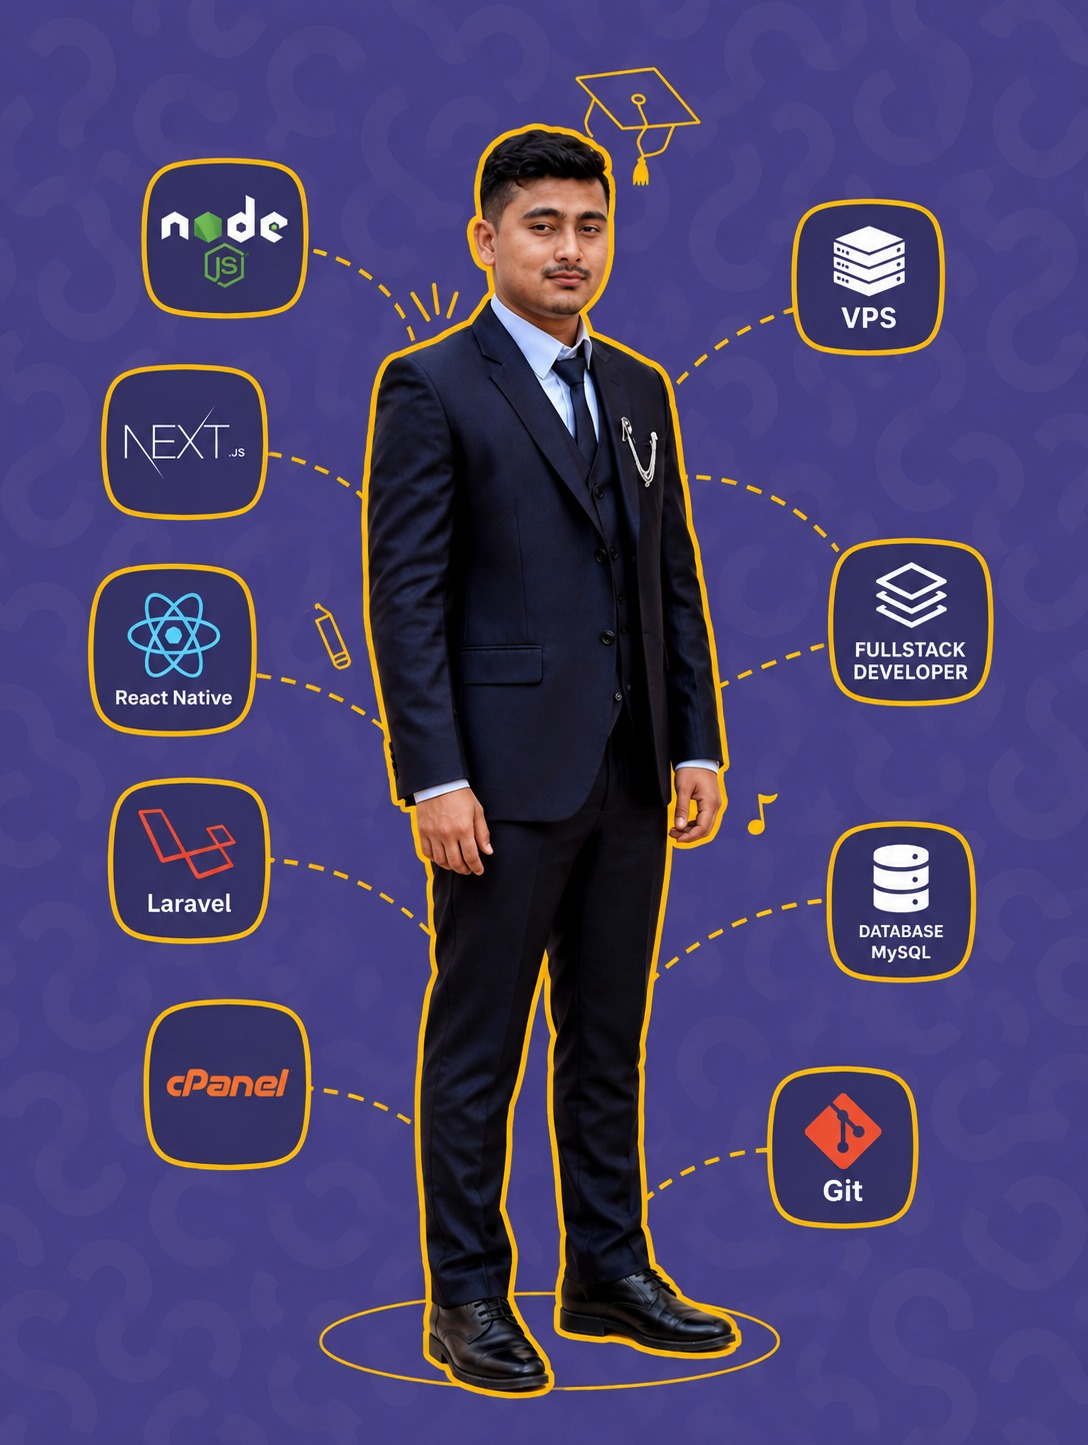 node
JS
NEXT.JS
React Native
Laravel
cPanel
VPS
FULLSTACK
DEVELOPER
DATABASE
MySQL
Git